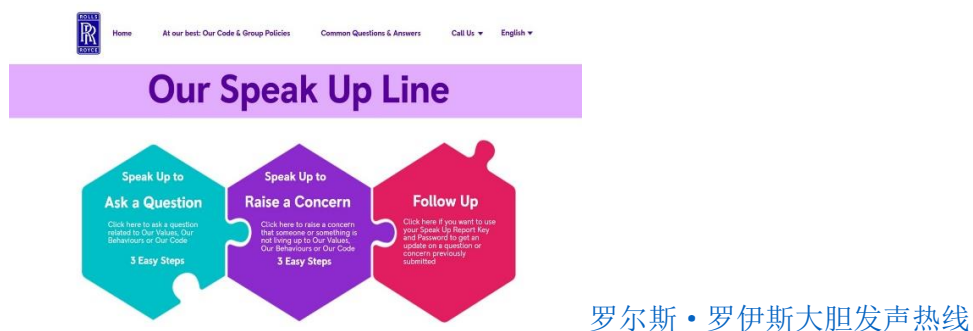 ROLLS
RR
ROYCE
Home At our best: Our Code & Group Policies Common Questions & Answers Call Us English
Our Speak Up Line
Speak Up to
Ask a Question
Click here to ask a question
related to Our Values, Our
Behaviours or Our Code
3 Easy Steps
Speak Up to
Raise a Concern
Click here to raise a concern
that someone or something is
not living up to Our Values,
Our Behaviours or Our Code
3 Easy Steps
Follow Up
Click here if you want to use
your Speak Up Report Key
and Password to get an
update on a question or
concern previously
submitted
罗尔斯•罗伊斯大胆发声热线